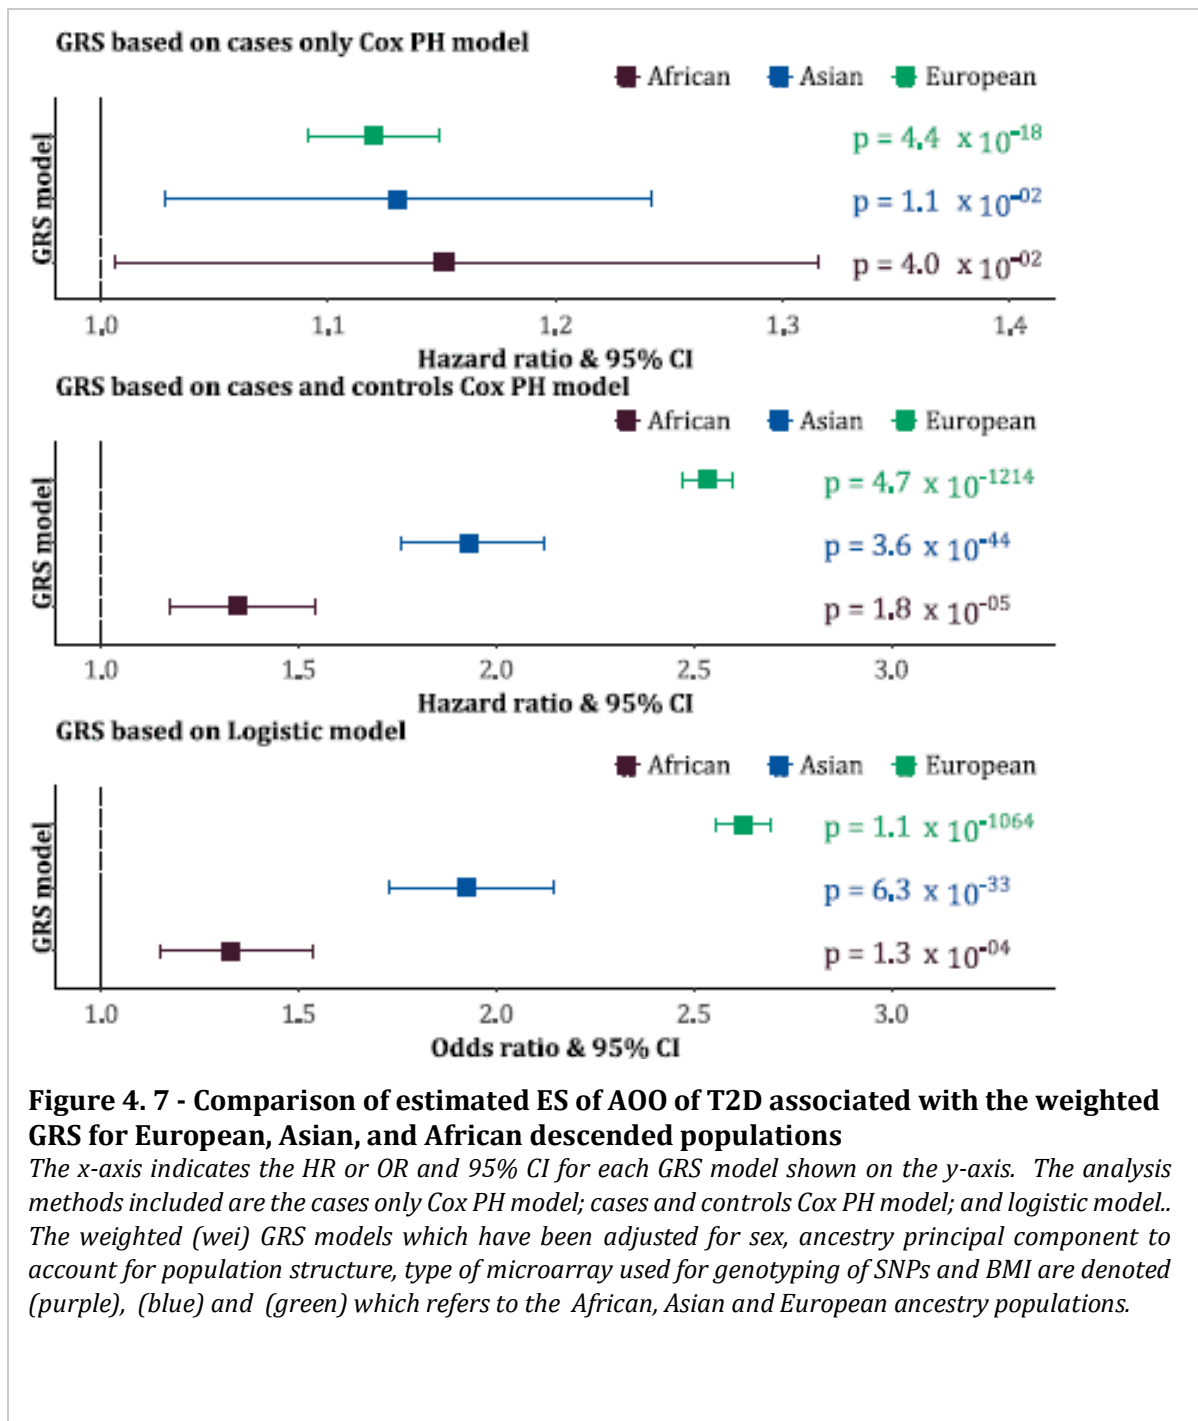 GRS based on cases only Cox PH model
African Asian European
GRS model
p = 4.4 x 10⁻¹⁸
p = 1.1 x 10⁻⁰²
p = 4.0 x 10⁻⁰²
1.0 1.1 1.2 1.3 1.4
Hazard ratio & 95% CI
GRS based on cases and controls Cox PH model
African Asian European
GRS model
p = 4.7 x 10⁻¹²¹⁴
p = 3.6 x 10⁻⁴⁴
p = 1.8 x 10⁻⁰⁵
1.0 1.5 2.0 2.5 3.0
Hazard ratio & 95% CI
GRS based on Logistic model
African Asian European
GRS model
p = 1.1 x 10⁻¹⁰⁶⁴
p = 6.3 x 10⁻³³
p = 1.3 x 10⁻⁰⁴
1.0 1.5 2.0 2.5 3.0
Odds ratio & 95% CI
Figure 4. 7 - Comparison of estimated ES of AOO of T2D associated with the weighted
GRS for European, Asian, and African descended populations
The x-axis indicates the HR or OR and 95% CI for each GRS model shown on the y-axis. The analysis
methods included are the cases only Cox PH model; cases and controls Cox PH model; and logistic model..
The weighted (wei) GRS models which have been adjusted for sex, ancestry principal component to
account for population structure, type of microarray used for genotyping of SNPs and BMI are denoted
(purple), (blue) and (green) which refers to the African, Asian and European ancestry populations.